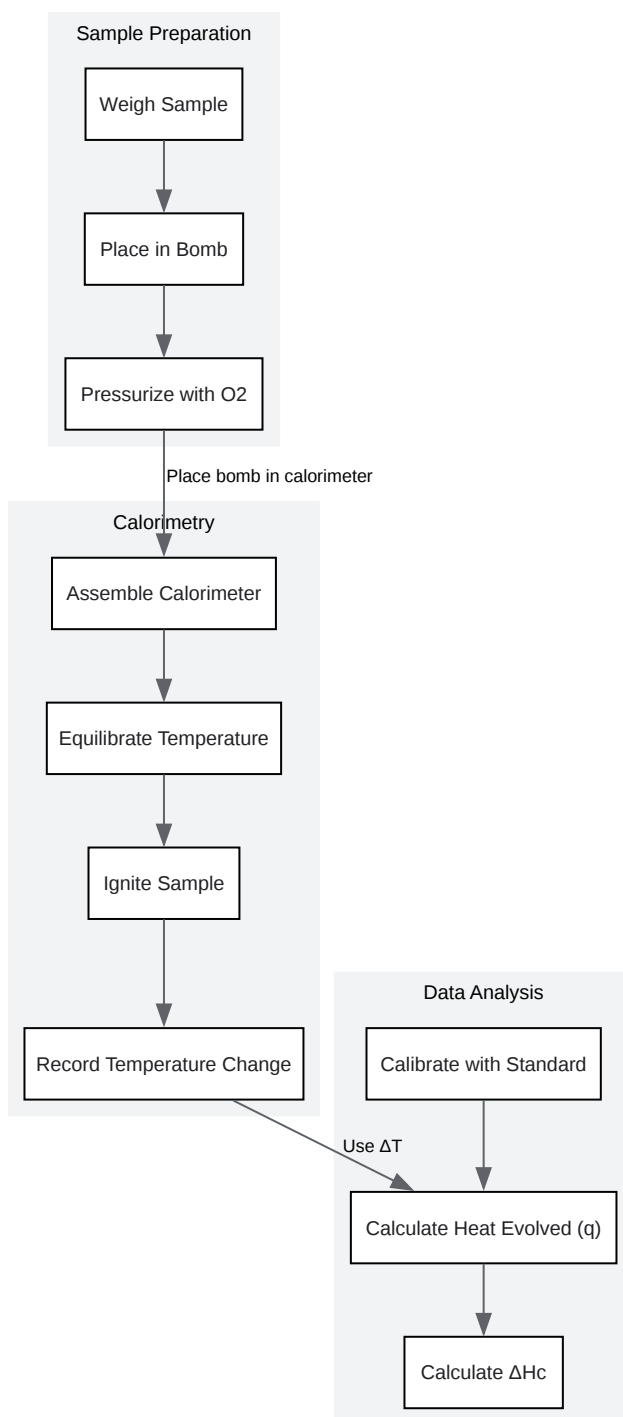 Sample Preparation
Weigh Sample
Place in Bomb
Pressurize with O2
Place bomb in calorimeter
Calorimetry
Assemble Calorimeter
Equilibrate Temperature
Ignite Sample
Record Temperature Change
Data Analysis
Calibrate with Standard
Use ΔT
Calculate Heat Evolved (q)
Calculate ΔHc